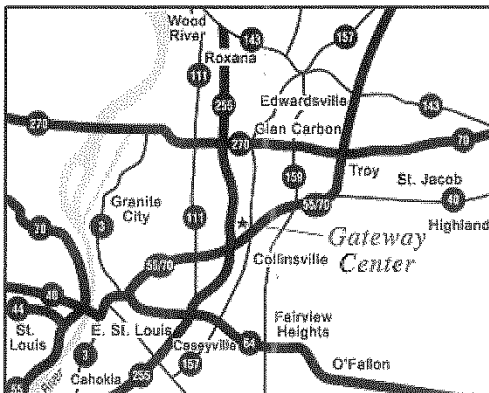 Wood
River
Roxana
143
157
111
255
Edwardsville
Glen Carbon
143
270
270
70
Troy
St. Jacob
159
55/70
40
Granite
City
3
111
Highland
Gateway
Center
Collinsville
70
55/70
40
44
St.
Louis
E. St. Louis
Fairview
Heights
Caseyville
64
3
157
O'Fallon
Cahokia
255
55
River